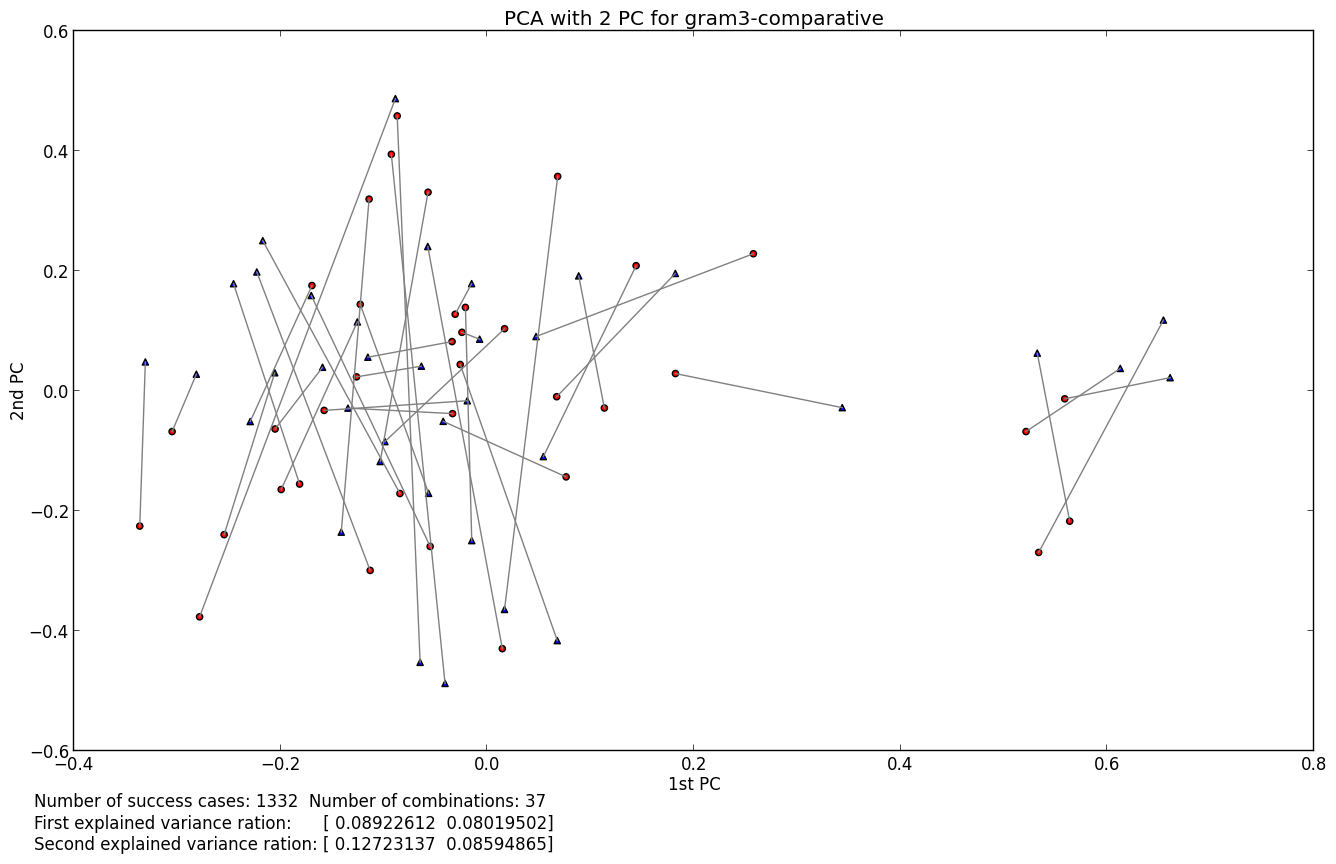 PCA with 2 PC for gram3-comparative
0.6
0.4
0.2
0.0
−0.2
−0.4
−0.6
2nd PC
−0.4
−0.2
0.0
0.2
0.4
0.6
0.8
1st PC
Number of success cases: 1332  Number of combinations: 37
First explained variance ration:      [ 0.08922612  0.08019502]
Second explained variance ration: [ 0.12723137  0.08594865]